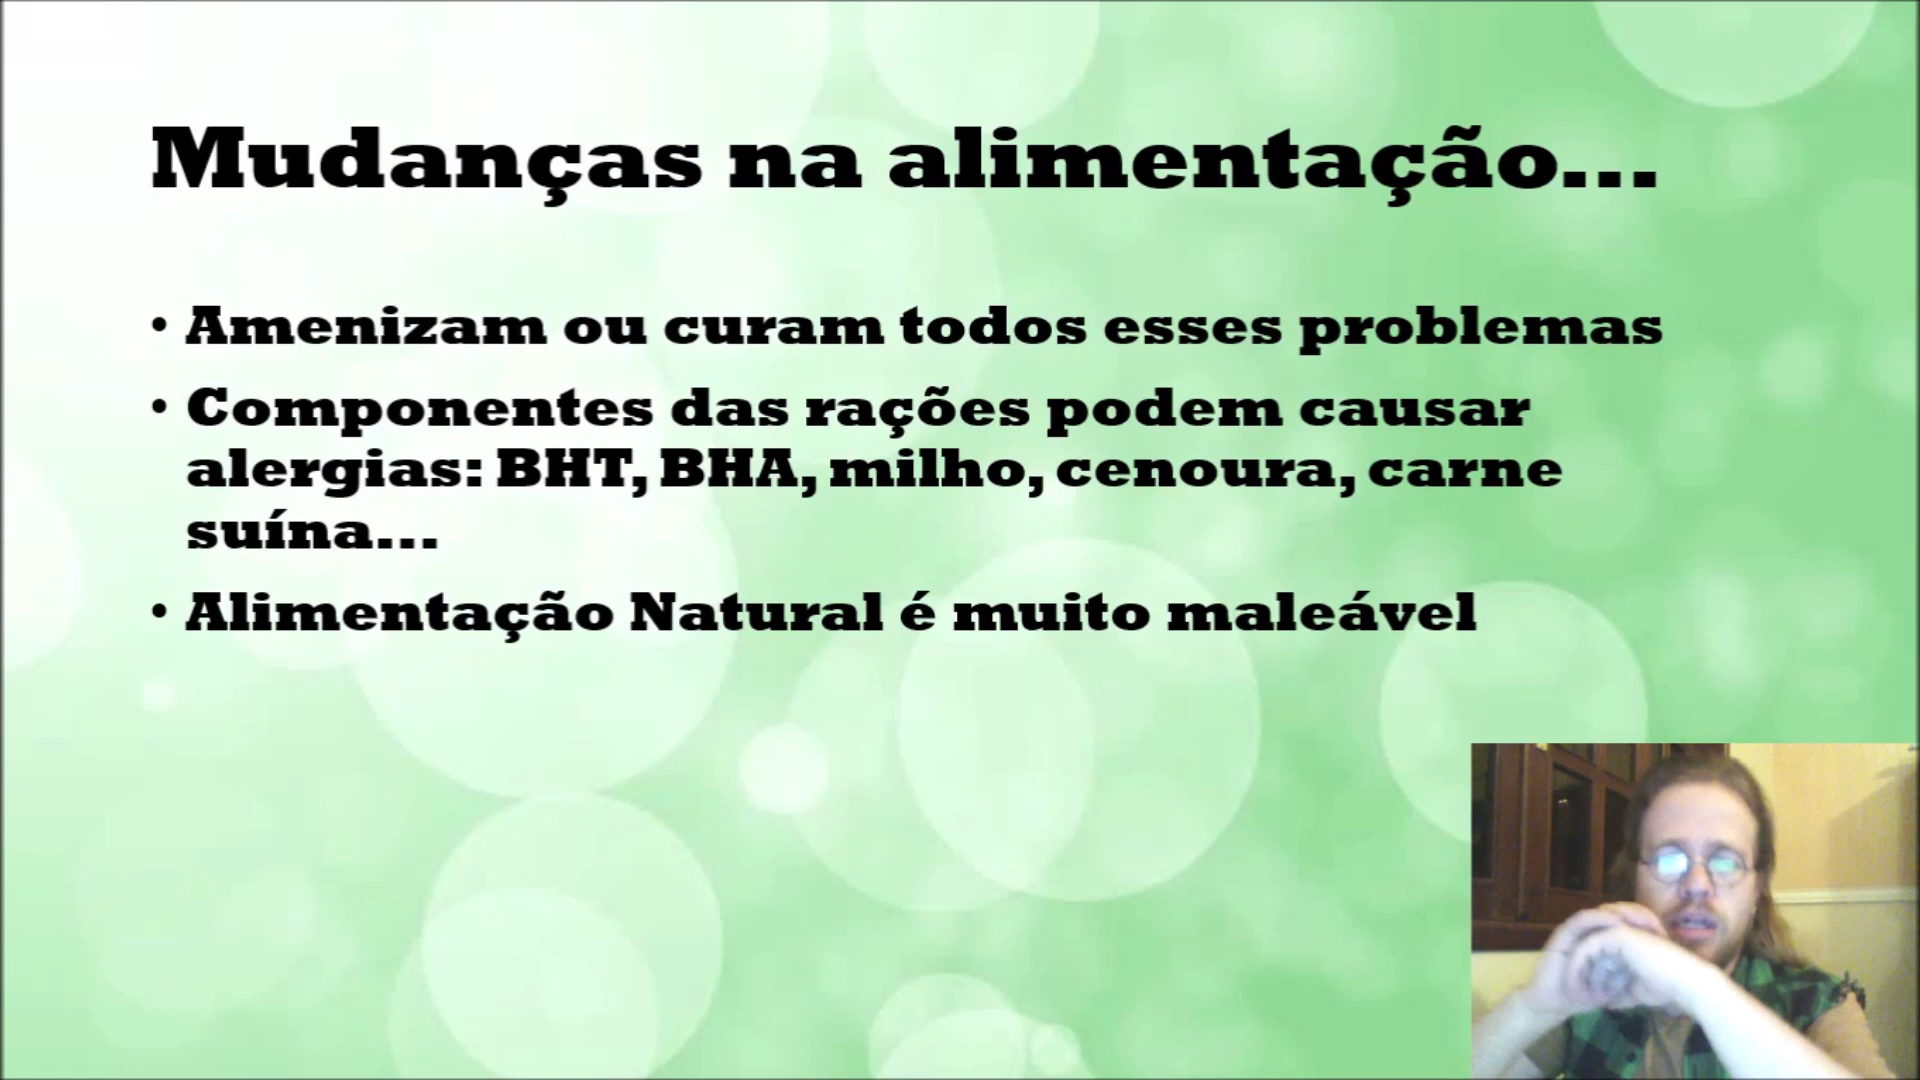 Mudanças na alimentação...
• Amenizam ou curam todos esses problemas
• Componentes das rações podem causar
alergias: BHT, BHA, milho, cenoura, carne
suína...
• Alimentação Natural é muito maleável